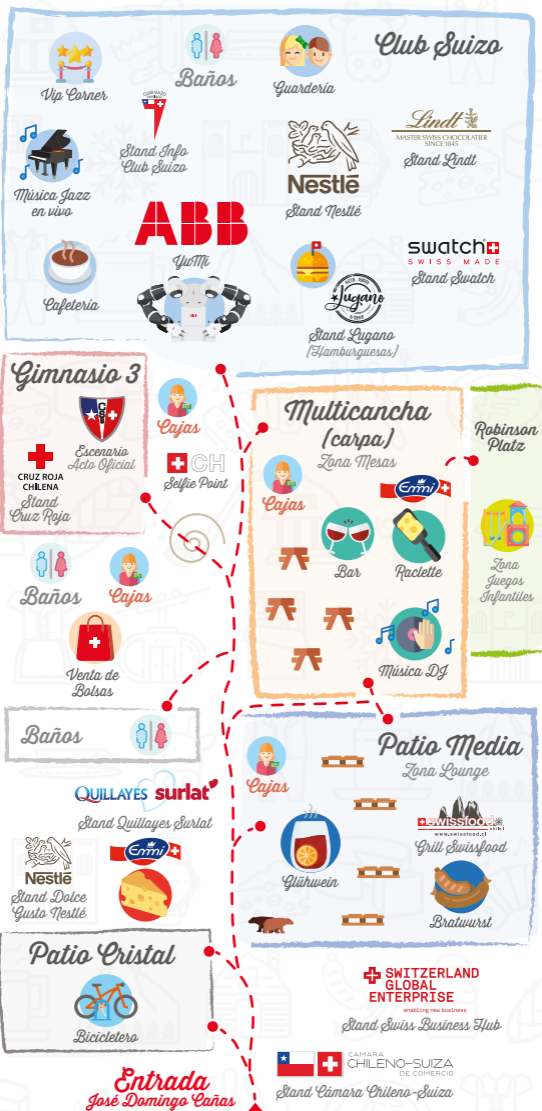 Club Suizo
Vip Corner
Baños
Guardería
Club Suizo
Stand Info
Club Suizo
Lindt
MASTER SWISS CHOCOLATIER
SINCE 1845
Stand Lindt
Música Jazz
en vivo
Nestlé
Stand Nestlé
ABB
YuMi
swatch
SWISS MADE
Stand Swatch
Cafetería
Lugano
Stand Lugano
(Hamburguesas)
Gimnasio 3
Escenario
Acto Oficial
CRUZ ROJA
CHILENA
Stand
Cruz Roja
Cajas
CH
Selfie Point
Multicancha
(carpa)
Zona Mesas
Cajas
Emmi
Bar
Raclette
Música DJ
Robinson
Platz
Zona
Juegos
Infantiles
Baños
Cajas
Venta de
Bolsas
Baños
QUILLAYES surlat
Stand Quillayes Surlat
Nestlé
Stand Dolce
Gusto Nestlé
Emmi
Patio Media
Zona Lounge
Cajas
Glühwein
swissfood
www.swissfood.cl
Grill Swissfood
Bratwurst
Patio Cristal
Bicicletero
SWITZERLAND
GLOBAL
ENTERPRISE
enabling new business
Stand Swiss Business Hub
CAMARA
CHILENO-SUIZA
DE COMERCIO
Stand Cámara Chileno-Suiza
Entrada
José Domingo Cañas